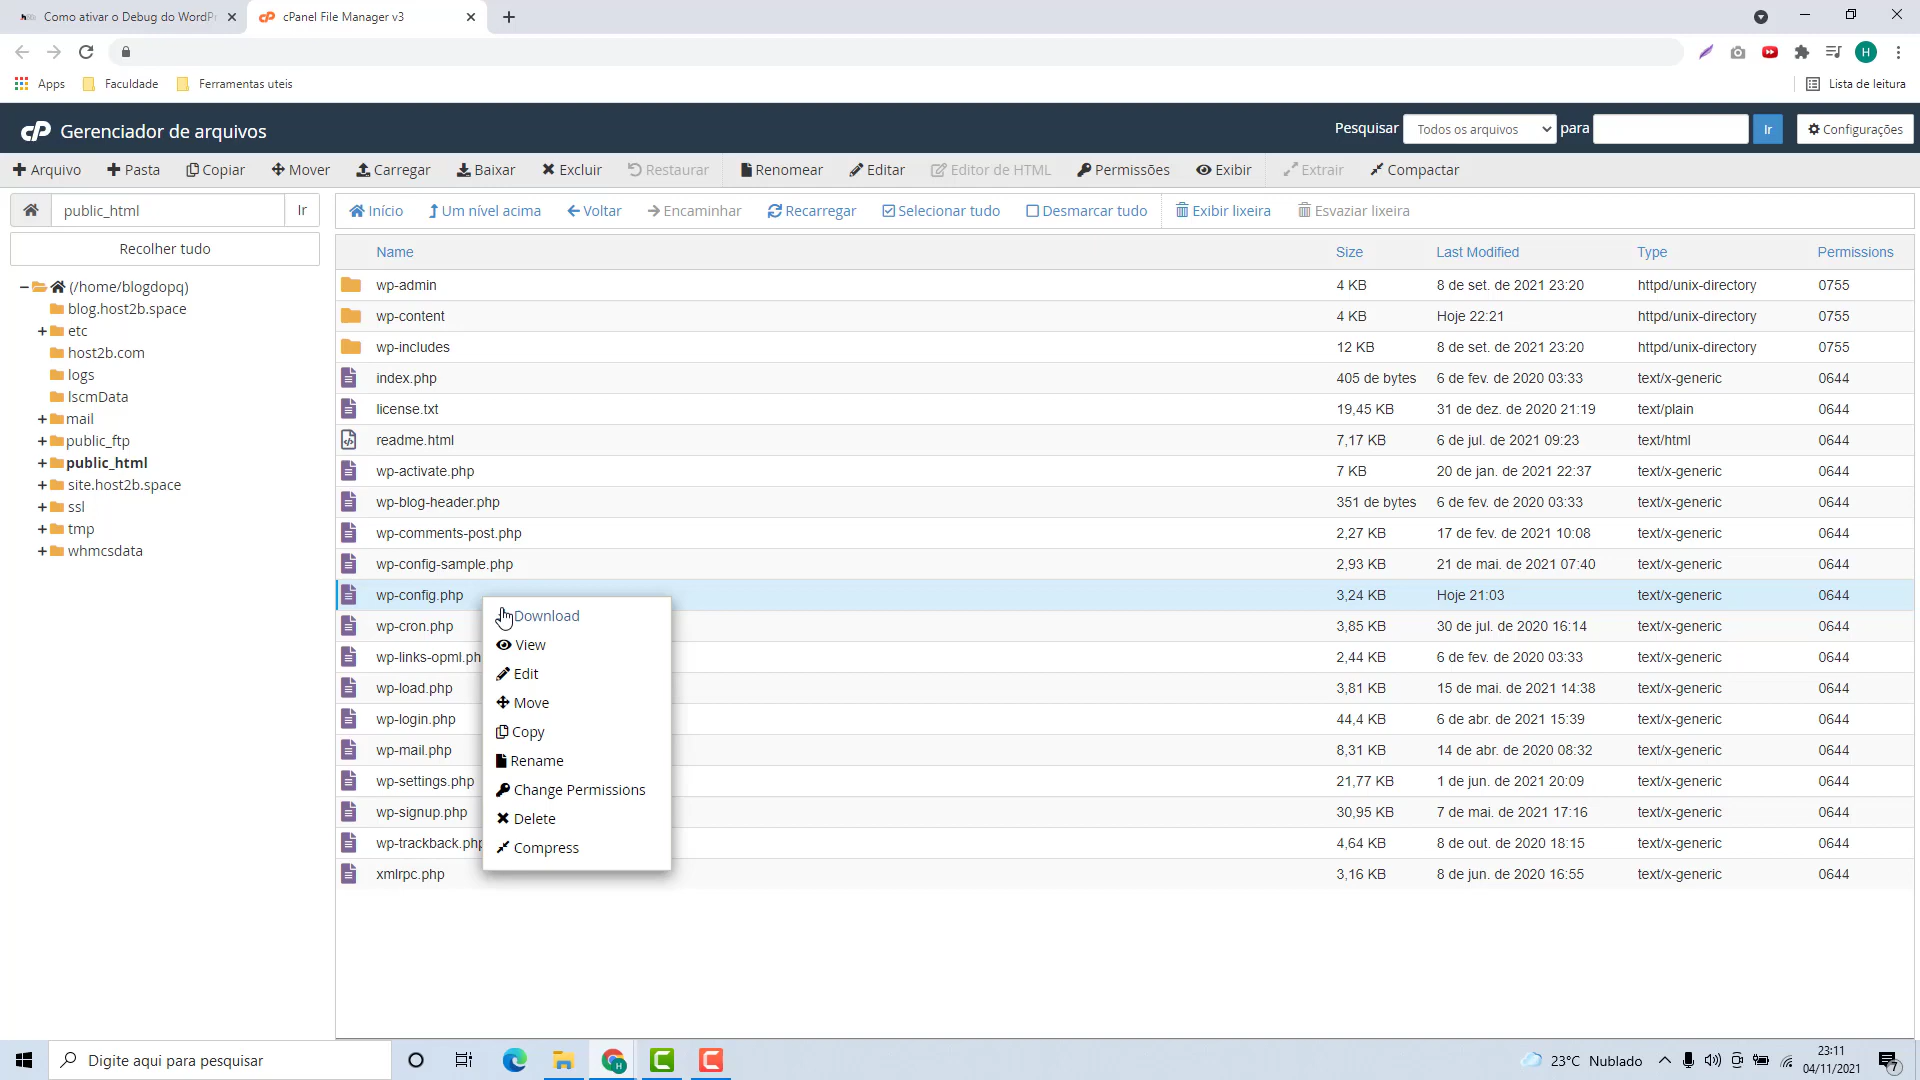 Como ativar o Debug do WordPr
cPanel File Manager v3
H
Apps
Faculdade
Ferramentas uteis
Lista de leitura
cP Gerenciador de arquivos
Pesquisar
Todos os arquivos
para
Ir
Configurações
Arquivo
Pasta
Copiar
Mover
Carregar
Baixar
Excluir
Restaurar
Renomear
Editar
Editor de HTML
Permissões
Exibir
Extrair
Compactar
public_html
Ir
Início
Um nível acima
Voltar
Encaminhar
Recarregar
Selecionar tudo
Desmarcar tudo
Exibir lixeira
Esvaziar lixeira
Recolher tudo
(/home/blogdopq)
blog.host2b.space
etc
host2b.com
logs
lscmData
mail
public_ftp
public_html
site.host2b.space
ssl
tmp
whmcsdata
Name Size Last Modified Type Permissions
wp-admin 4 KB 8 de set. de 2021 23:20 httpd/unix-directory 0755
wp-content 4 KB Hoje 22:21 httpd/unix-directory 0755
wp-includes 12 KB 8 de set. de 2021 23:20 httpd/unix-directory 0755
index.php 405 de bytes 6 de fev. de 2020 03:33 text/x-generic 0644
license.txt 19,45 KB 31 de dez. de 2020 21:19 text/plain 0644
readme.html 7,17 KB 6 de jul. de 2021 09:23 text/html 0644
wp-activate.php 7 KB 20 de jan. de 2021 22:37 text/x-generic 0644
wp-blog-header.php 351 de bytes 6 de fev. de 2020 03:33 text/x-generic 0644
wp-comments-post.php 2,27 KB 17 de fev. de 2021 10:08 text/x-generic 0644
wp-config-sample.php 2,93 KB 21 de mai. de 2021 07:40 text/x-generic 0644
wp-config.php 3,24 KB Hoje 21:03 text/x-generic 0644
wp-cron.php 3,85 KB 30 de jul. de 2020 16:14 text/x-generic 0644
wp-links-opml.ph 2,44 KB 6 de fev. de 2020 03:33 text/x-generic 0644
wp-load.php 3,81 KB 15 de mai. de 2021 14:38 text/x-generic 0644
wp-login.php 44,4 KB 6 de abr. de 2021 15:39 text/x-generic 0644
wp-mail.php 8,31 KB 14 de abr. de 2020 08:32 text/x-generic 0644
wp-settings.php 21,77 KB 1 de jun. de 2021 20:09 text/x-generic 0644
wp-signup.php 30,95 KB 7 de mai. de 2021 17:16 text/x-generic 0644
wp-trackback.php 4,64 KB 8 de out. de 2020 18:15 text/x-generic 0644
xmlrpc.php 3,16 KB 8 de jun. de 2020 16:55 text/x-generic 0644
Download
View
Edit
Move
Copy
Rename
Change Permissions
Delete
Compress
Digite aqui para pesquisar
23°C Nublado
23:11
04/11/2021
7